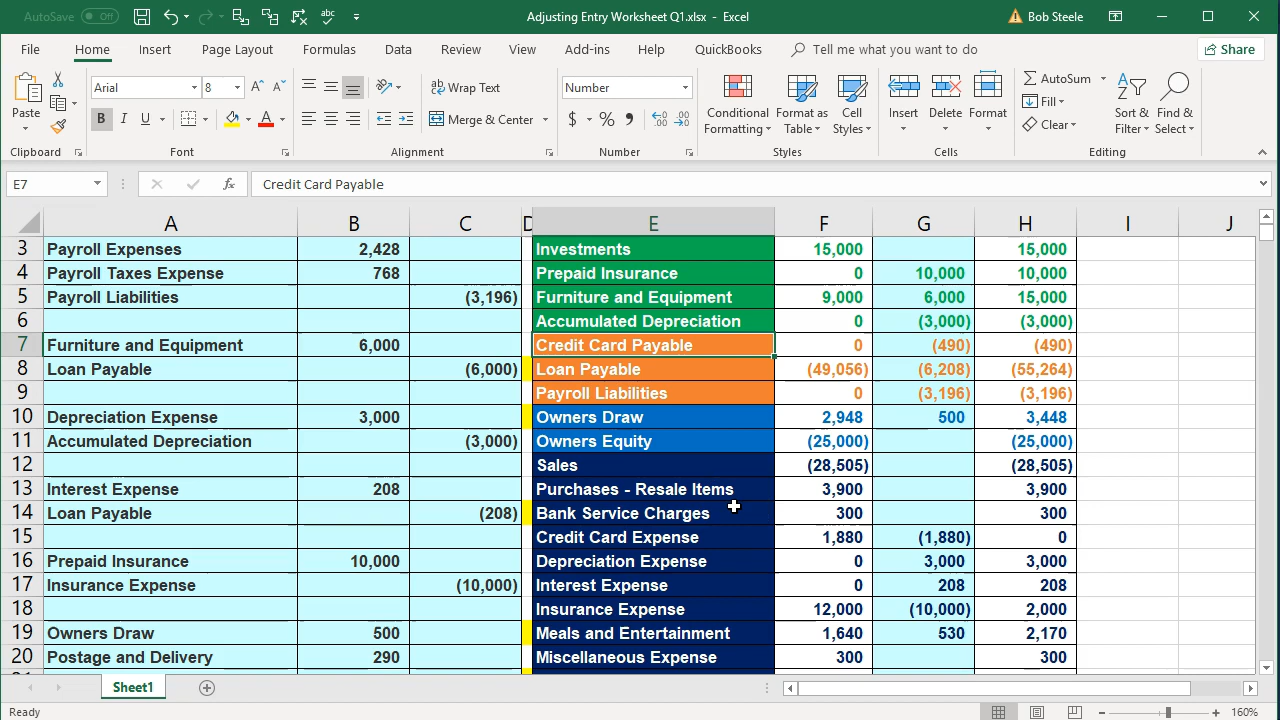 AutoSave Off Adjusting Entry Worksheet Q1.xlsx - Excel Bob Steele
File Home Insert Page Layout Formulas Data Review View Add-ins Help QuickBooks Tell me what you want to do Share
Paste Arial 8 Wrap Text Number Conditional Formatting Format as Table Cell Styles Insert Delete Format AutoSum Sort & Filter Find & Select
B I U A Merge & Center $ % , Fill
Clear
Clipboard Font Alignment Number Styles Cells Editing
E7 fx Credit Card Payable
A B C D E F G H I J
3 Payroll Expenses 2,428 Investments 15,000 15,000
4 Payroll Taxes Expense 768 Prepaid Insurance 0 10,000 10,000
5 Payroll Liabilities (3,196) Furniture and Equipment 9,000 6,000 15,000
6 Accumulated Depreciation 0 (3,000) (3,000)
7 Furniture and Equipment 6,000 Credit Card Payable 0 (490) (490)
8 Loan Payable (6,000) Loan Payable (49,056) (6,208) (55,264)
9 Payroll Liabilities 0 (3,196) (3,196)
10 Depreciation Expense 3,000 Owners Draw 2,948 500 3,448
11 Accumulated Depreciation (3,000) Owners Equity (25,000) (25,000)
12 Sales (28,505) (28,505)
13 Interest Expense 208 Purchases - Resale Items 3,900 3,900
14 Loan Payable (208) Bank Service Charges 300 300
15 Credit Card Expense 1,880 (1,880) 0
16 Prepaid Insurance 10,000 Depreciation Expense 0 3,000 3,000
17 Insurance Expense (10,000) Interest Expense 0 208 208
18 Insurance Expense 12,000 (10,000) 2,000
19 Owners Draw 500 Meals and Entertainment 1,640 530 2,170
20 Postage and Delivery 290 Miscellaneous Expense 300 300
Sheet1
Ready 160%